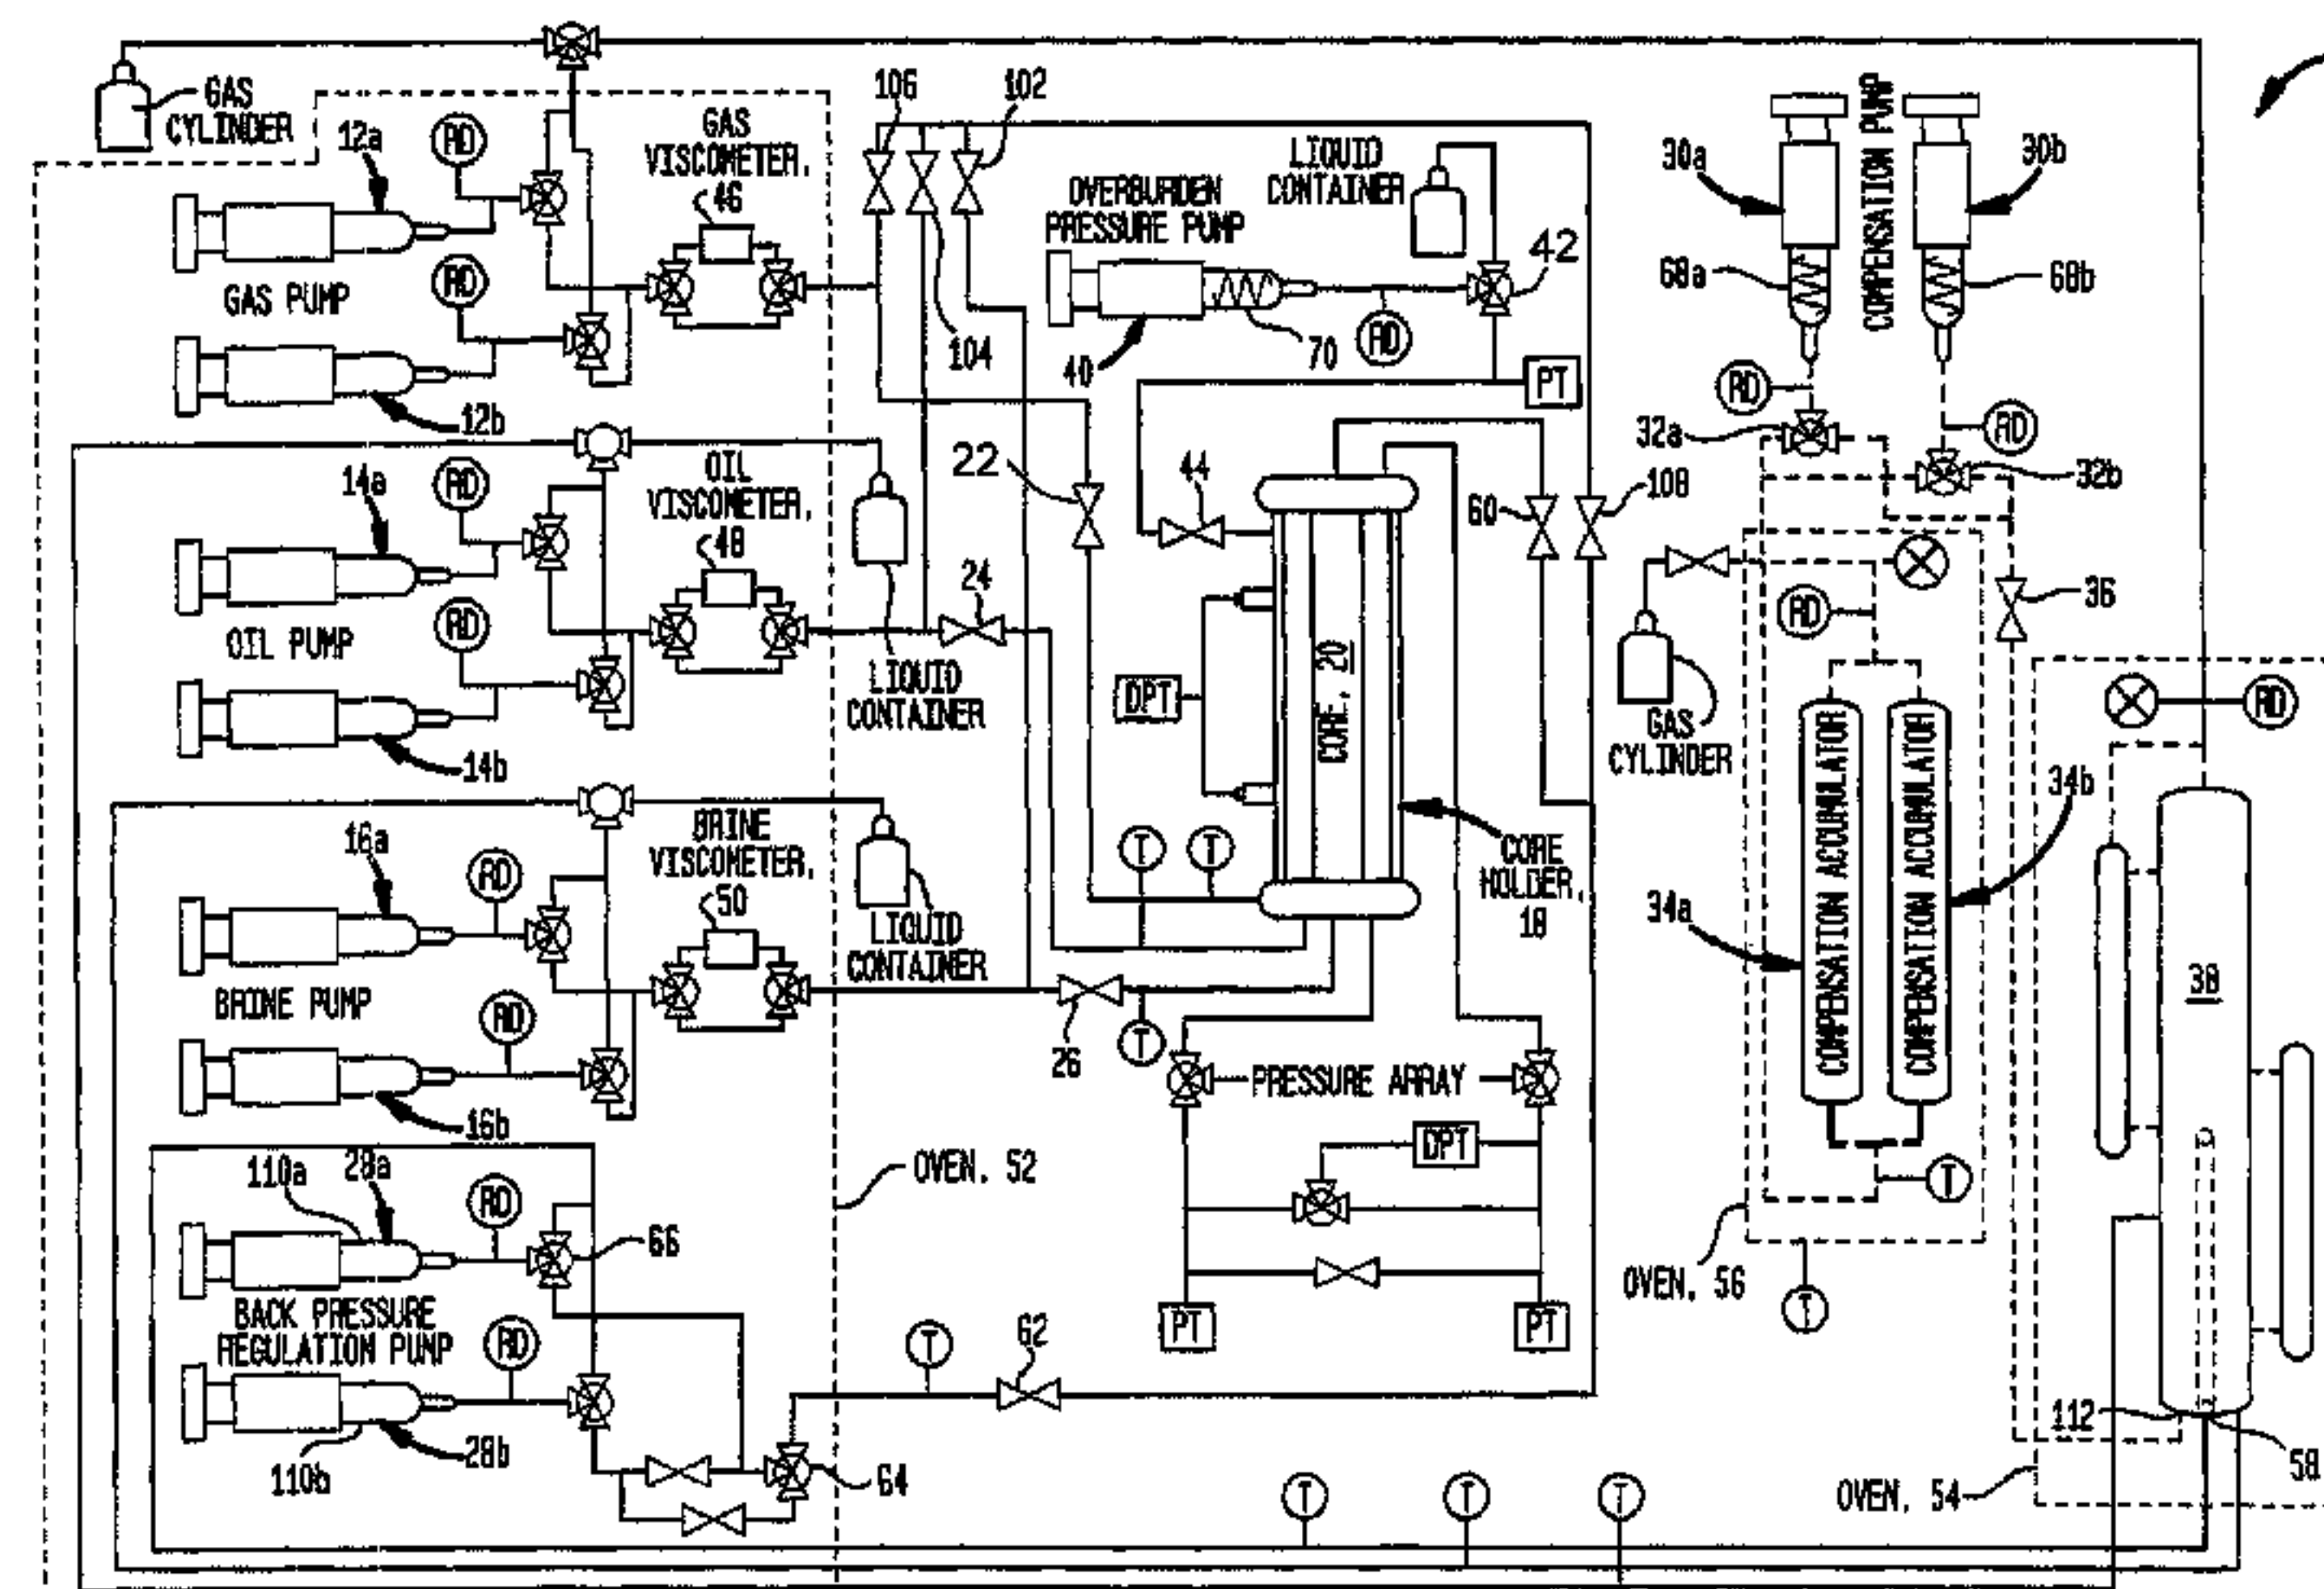 GAS
CYLINDER
12a
RD
GAS
VISCOMETER,
46
106
102
104
OVERBURDEN
PRESSURE PUMP
LIQUID
CONTAINER
42
40
70
RD
PT
COMPENSATION PUMP
30a
30b
68a
68b
RD
RD
32a
32b
GAS PUMP
RD
12b
14a
RD
OIL
VISCOMETER,
48
22
44
24
60
108
36
RD
OIL PUMP
RD
14b
LIQUID
CONTAINER
DPT
CORE, 20
GAS
CYLINDER
RD
COMPENSATION ACCUMULATOR
COMPENSATION ACCUMULATOR
34a
34b
38
16a
RD
BRINE
VISCOMETER,
50
LIQUID
CONTAINER
T
T
CORE
HOLDER,
18
BRINE PUMP
RD
16b
26
T
PRESSURE ARRAY
DPT
110a
28a
RD
66
OVEN, 52
T
OVEN, 56
T
BACK PRESSURE
REGULATION PUMP
RD
110b
28b
T
62
PT
PT
64
T
T
T
112
58
OVEN, 54